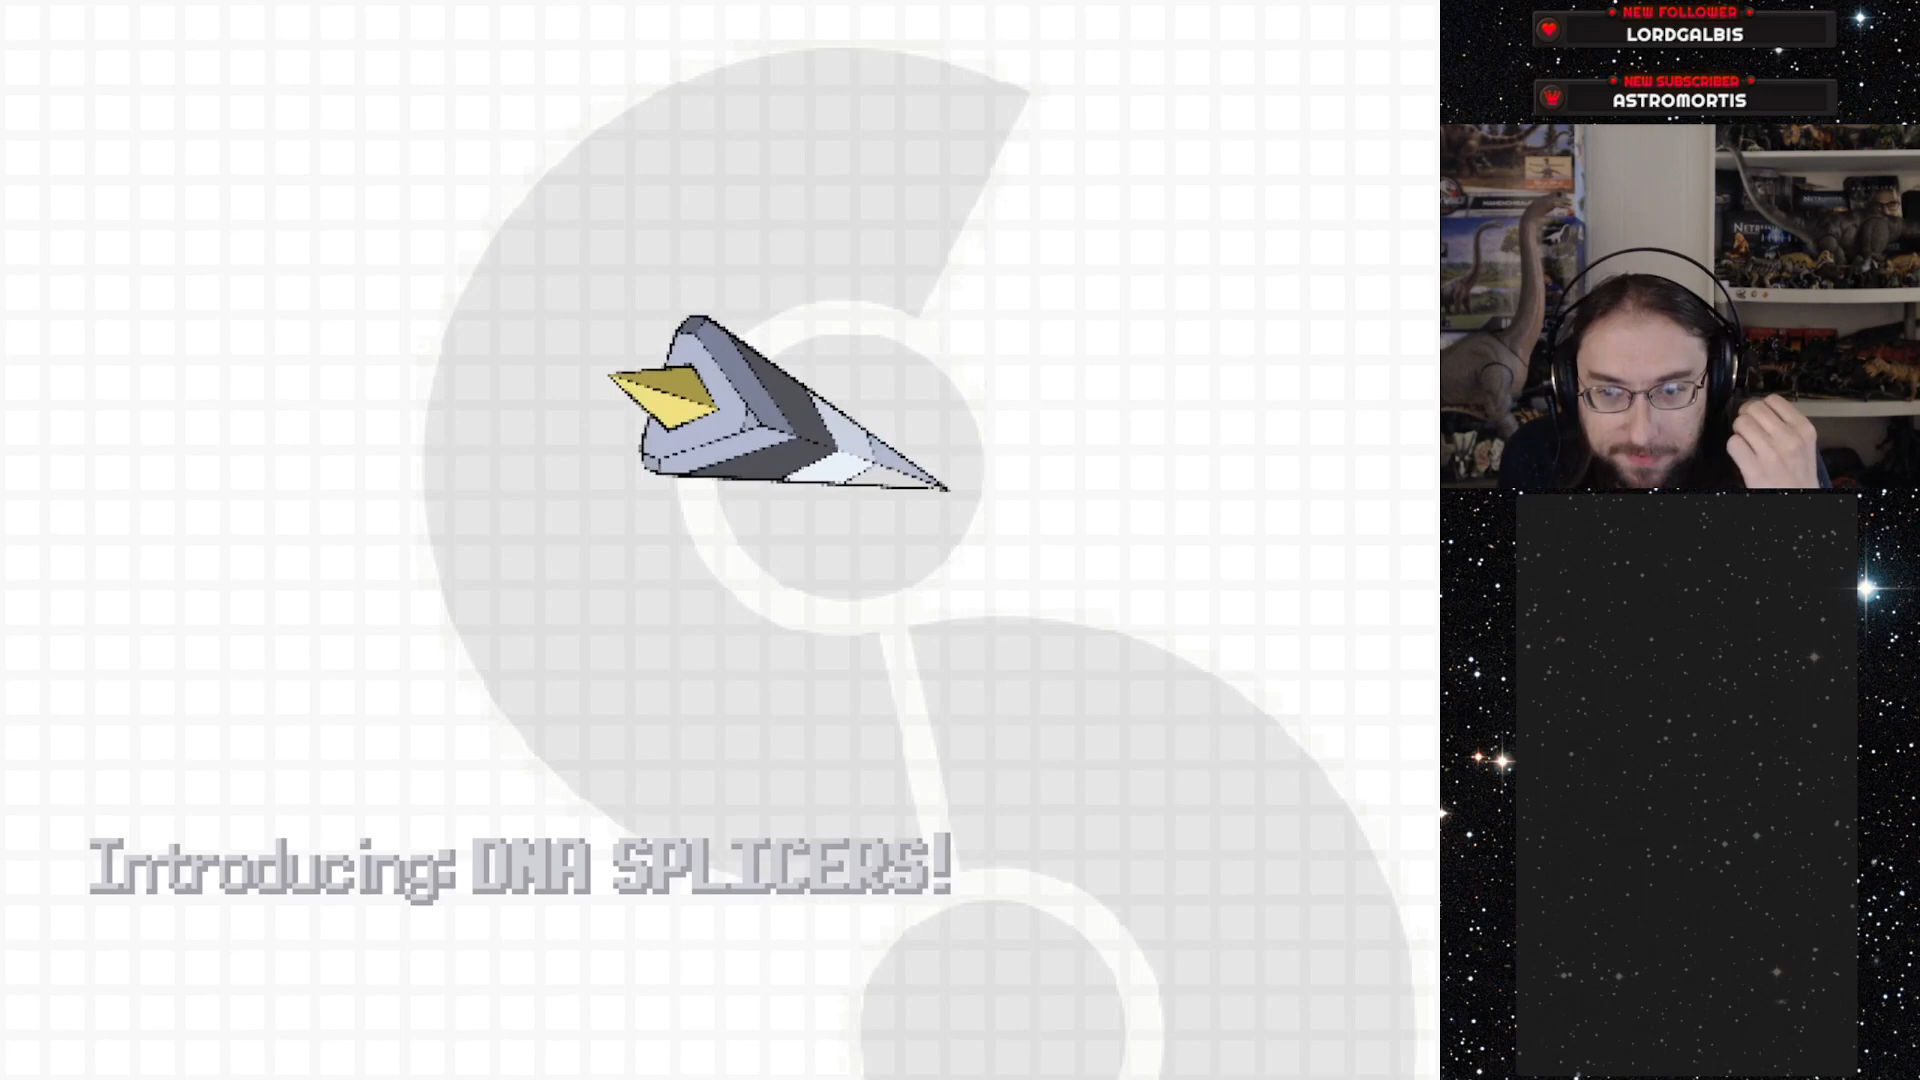 NEW FOLLOWER
LORDGALBIS
NEW SUBSCRIBER
ASTROMORTIS
Introducing: DNA SPLICERS!